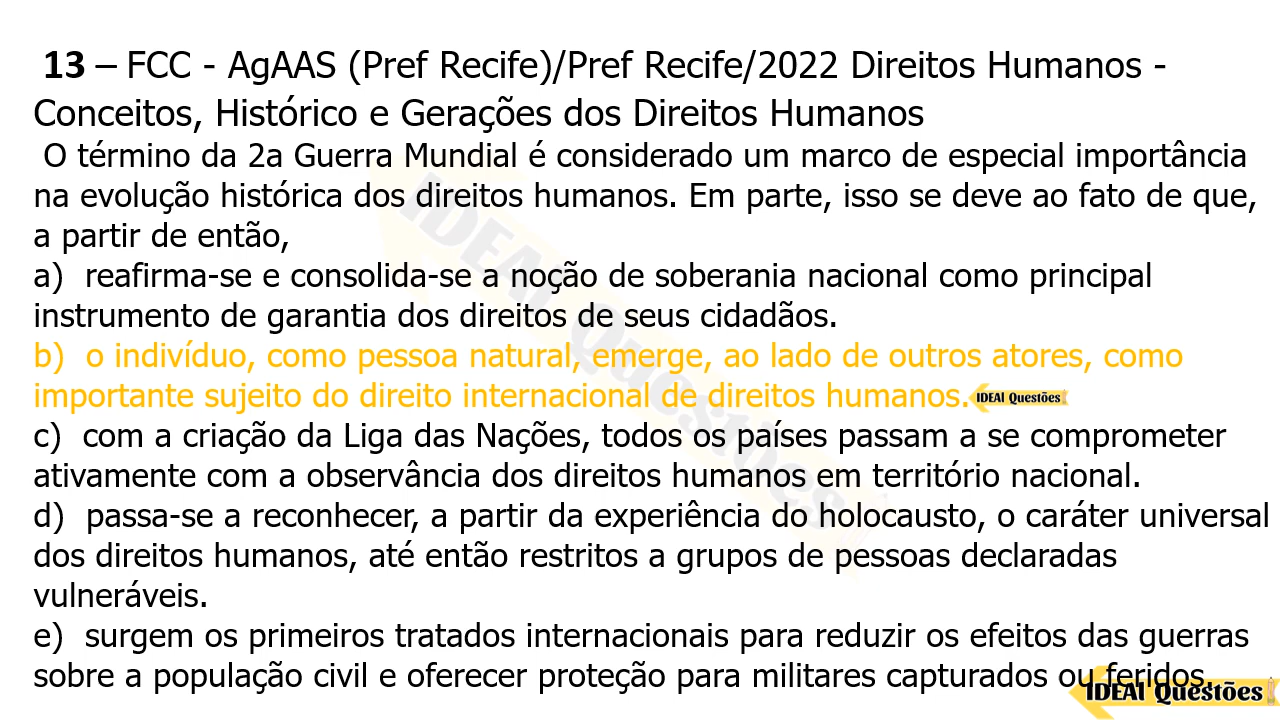 13 – FCC - AgAAS (Pref Recife)/Pref Recife/2022 Direitos Humanos -
Conceitos, Histórico e Gerações dos Direitos Humanos
O término da 2a Guerra Mundial é considerado um marco de especial importância
na evolução histórica dos direitos humanos. Em parte, isso se deve ao fato de que,
a partir de então,
a) reafirma-se e consolida-se a noção de soberania nacional como principal
instrumento de garantia dos direitos de seus cidadãos.
b) o indivíduo, como pessoa natural, emerge, ao lado de outros atores, como
importante sujeito do direito internacional de direitos humanos.
IDEAl Questões
c) com a criação da Liga das Nações, todos os países passam a se comprometer
ativamente com a observância dos direitos humanos em território nacional.
d) passa-se a reconhecer, a partir da experiência do holocausto, o caráter universal
dos direitos humanos, até então restritos a grupos de pessoas declaradas
vulneráveis.
e) surgem os primeiros tratados internacionais para reduzir os efeitos das guerras
sobre a população civil e oferecer proteção para militares capturados ou feridos.
IDEAl Questões
IDEAl Questões